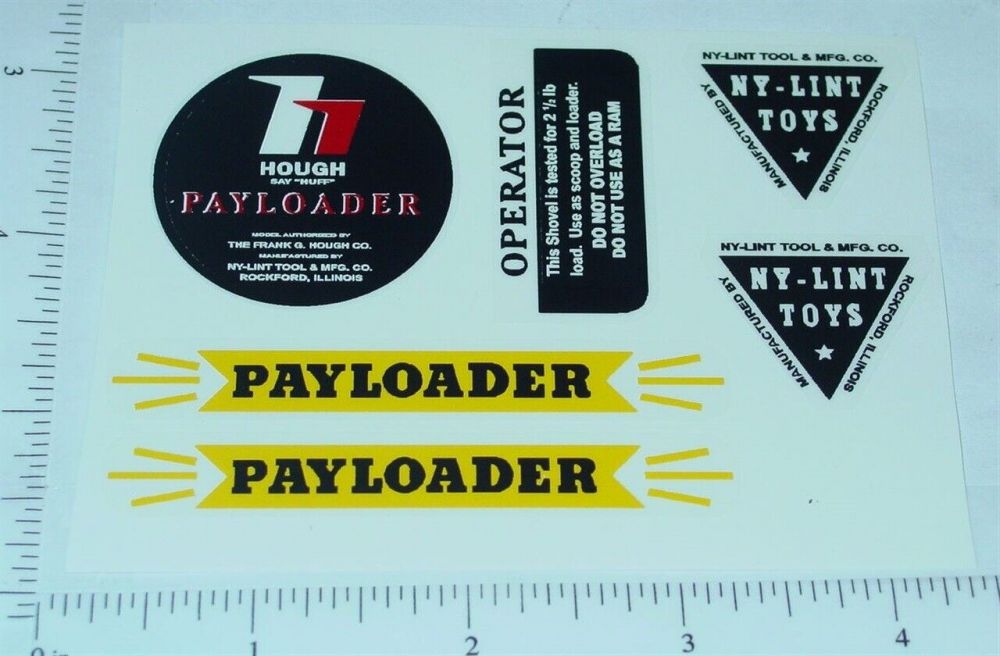 HOUGH
SAY "HUFF"
PAYLOADER
MODEL AUTHORIZED BY
THE FRANK G. HOUGH CO.
MANUFACTURED BY
NY-LINT TOOL & MFG. CO.
ROCKFORD, ILLINOIS
OPERATOR
This Shovel is tested for 2 ½ lb
load. Use as scoop and loader.
DO NOT OVERLOAD
DO NOT USE AS A RAM
NY-LINT TOOL & MFG. CO.
NY-LINT
TOYS
MANUFACTURED BY
ROCKFORD, ILLINOIS
NY-LINT TOOL & MFG. CO.
NY-LINT
TOYS
MANUFACTURED BY
ROCKFORD, ILLINOIS
PAYLOADER
PAYLOADER
3
4
0 in
1
2
3
4